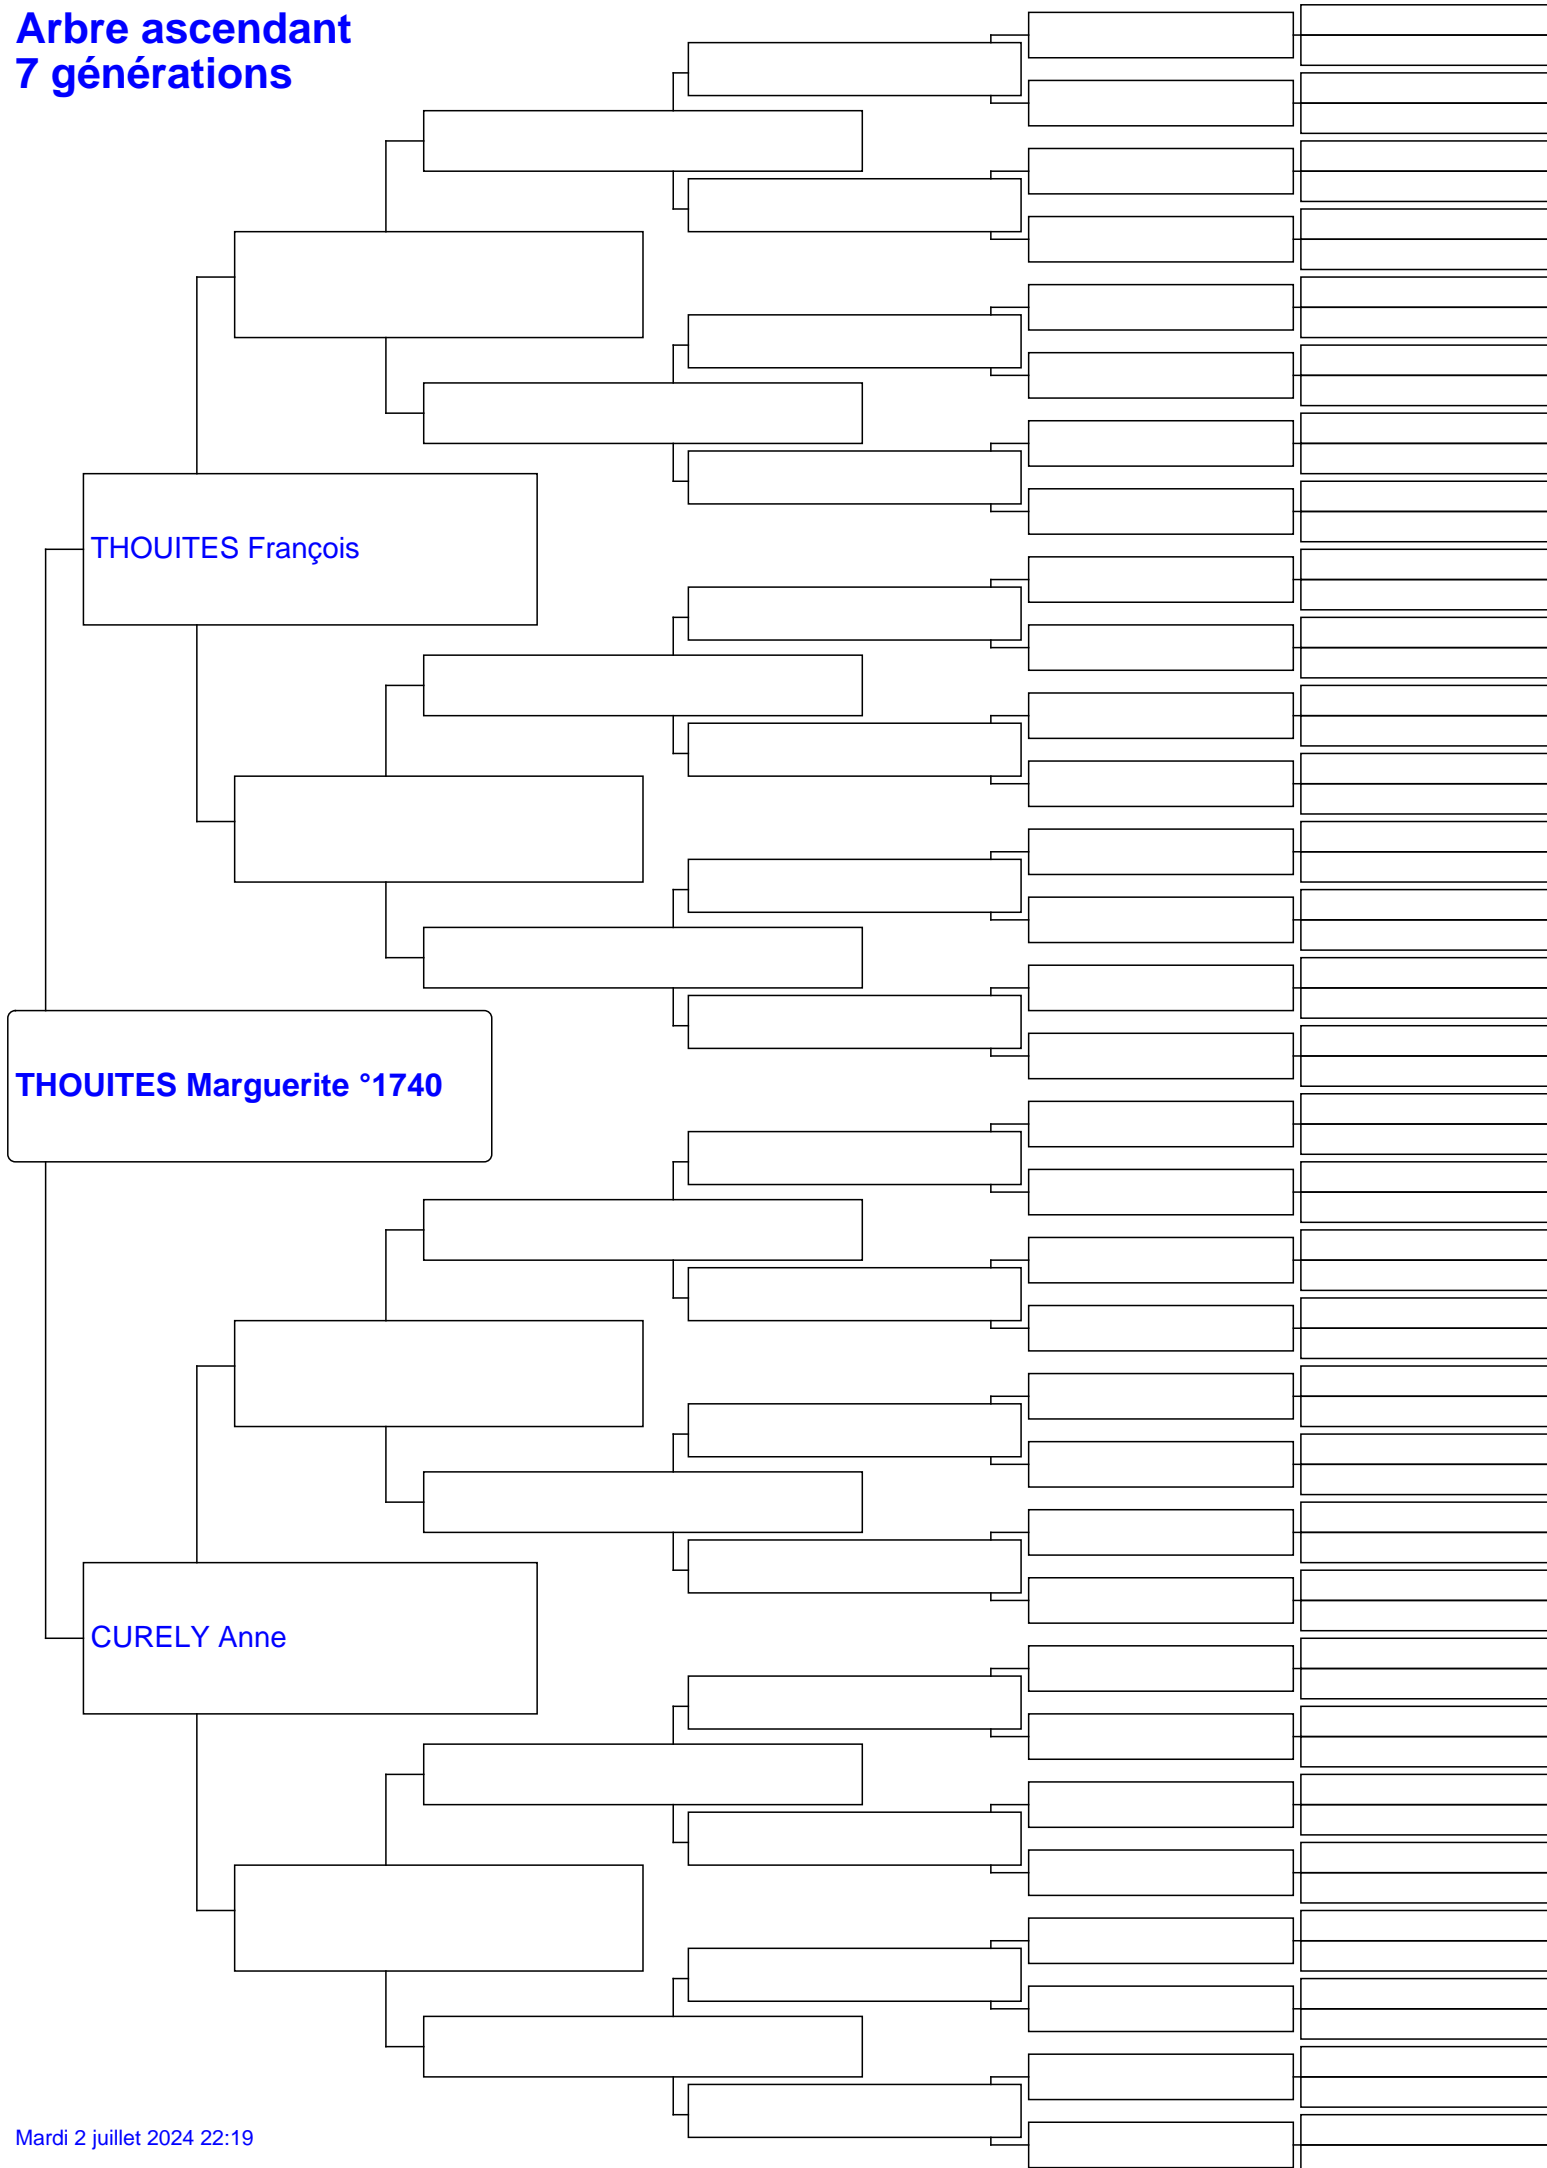 Arbre ascendant
7 générations
THOUITES François
THOUITES Marguerite °1740
CURELY Anne
Mardi 2 juillet 2024 22:19